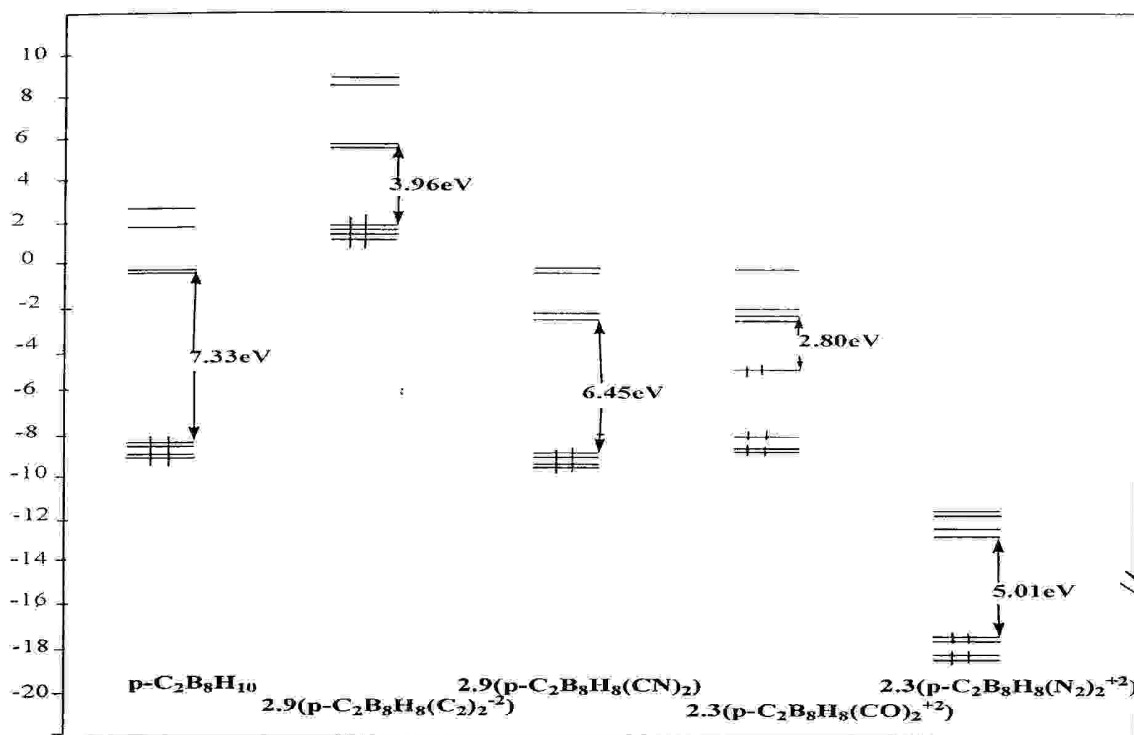 10
8
6
4
2
0
-2
-4
-6
-8
-10
-12
-14
-16
-18
-20
3.96eV
7.33eV
6.45eV
2.80eV
5.01eV
p-C₂B₈H₁₀
2.9(p-C₂B₈H₈(C₂)₂⁻²)
2.9(p-C₂B₈H₈(CN)₂)
2.3(p-C₂B₈H₈(CO)₂⁺²)
2.3(p-C₂B₈H₈(N₂)₂⁺²)